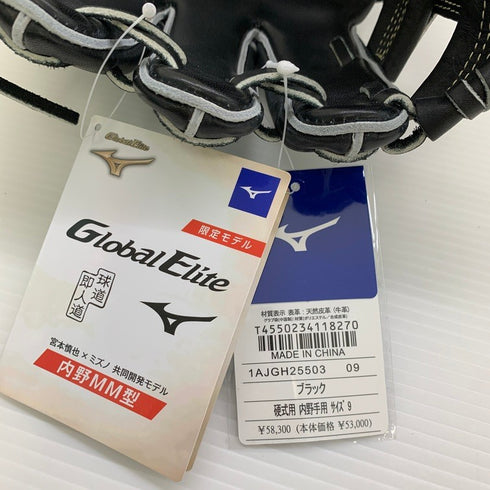 Global Elite
限定モデル
Global Elite
球道
即人道
宮本慎也×ミズノ 共同開発モデル
内野MM型
材質表示 表革：天然皮革（牛革）
T4550234118270
MADE IN CHINA
1AJGH25503 09
ブラック
硬式用 内野手用 サイズ 9
¥58,300 (本体価格 ¥53,000)